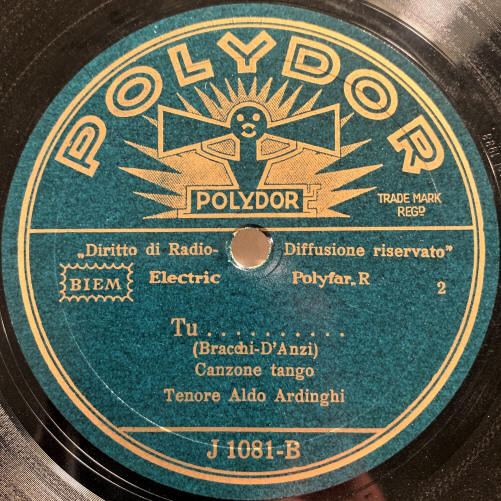 POLYDOR
POLYDOR
TRADE MARK
REGD
„Diritto di Radio- Diffusione riservato”
BIEM Electric Polyfar„R 2
Tu . . . . . . . . . .
(Bracchi-D'Anzi)
Canzone tango
Tenore Aldo Ardinghi
J 1081-B